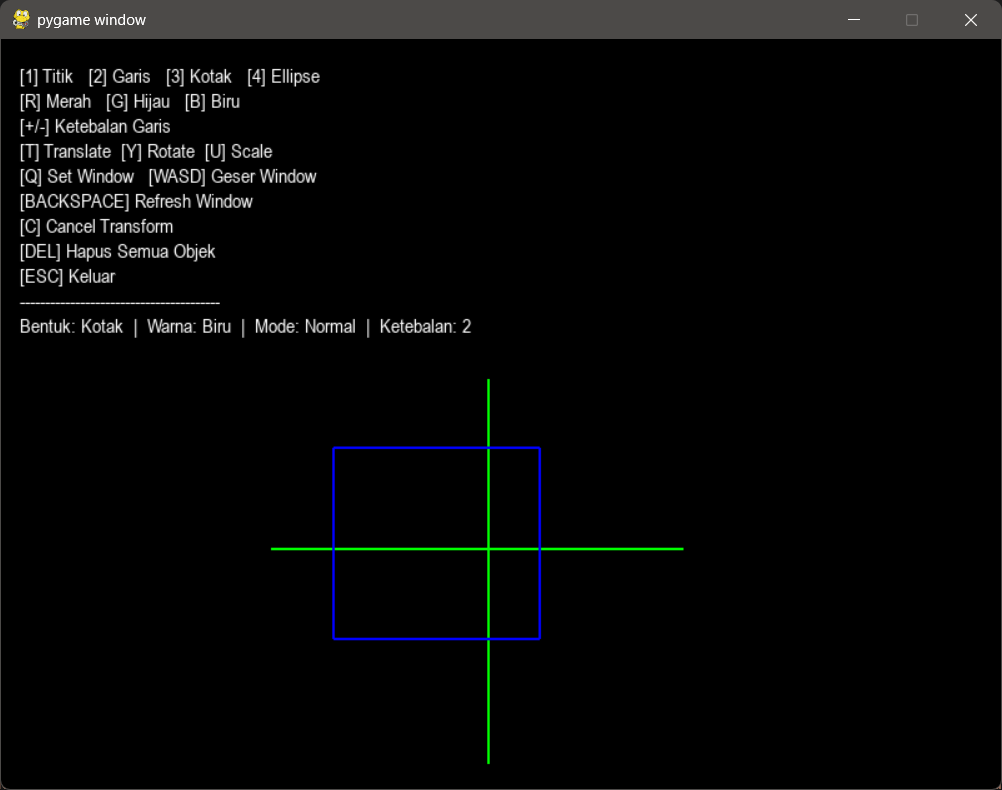 pygame window
[1] Titik   [2] Garis   [3] Kotak   [4] Ellipse
[R] Merah   [G] Hijau   [B] Biru
[+/-] Ketebalan Garis
[T] Translate  [Y] Rotate  [U] Scale
[Q] Set Window   [WASD] Geser Window
[BACKSPACE] Refresh Window
[C] Cancel Transform
[DEL] Hapus Semua Objek
[ESC] Keluar
----------------------------------------
Bentuk: Kotak  |  Warna: Biru  |  Mode: Normal  |  Ketebalan: 2